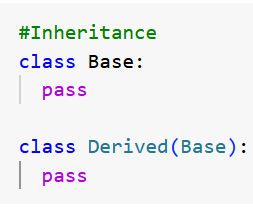 #Inheritance
class Base:
  pass

class Derived(Base):
  pass